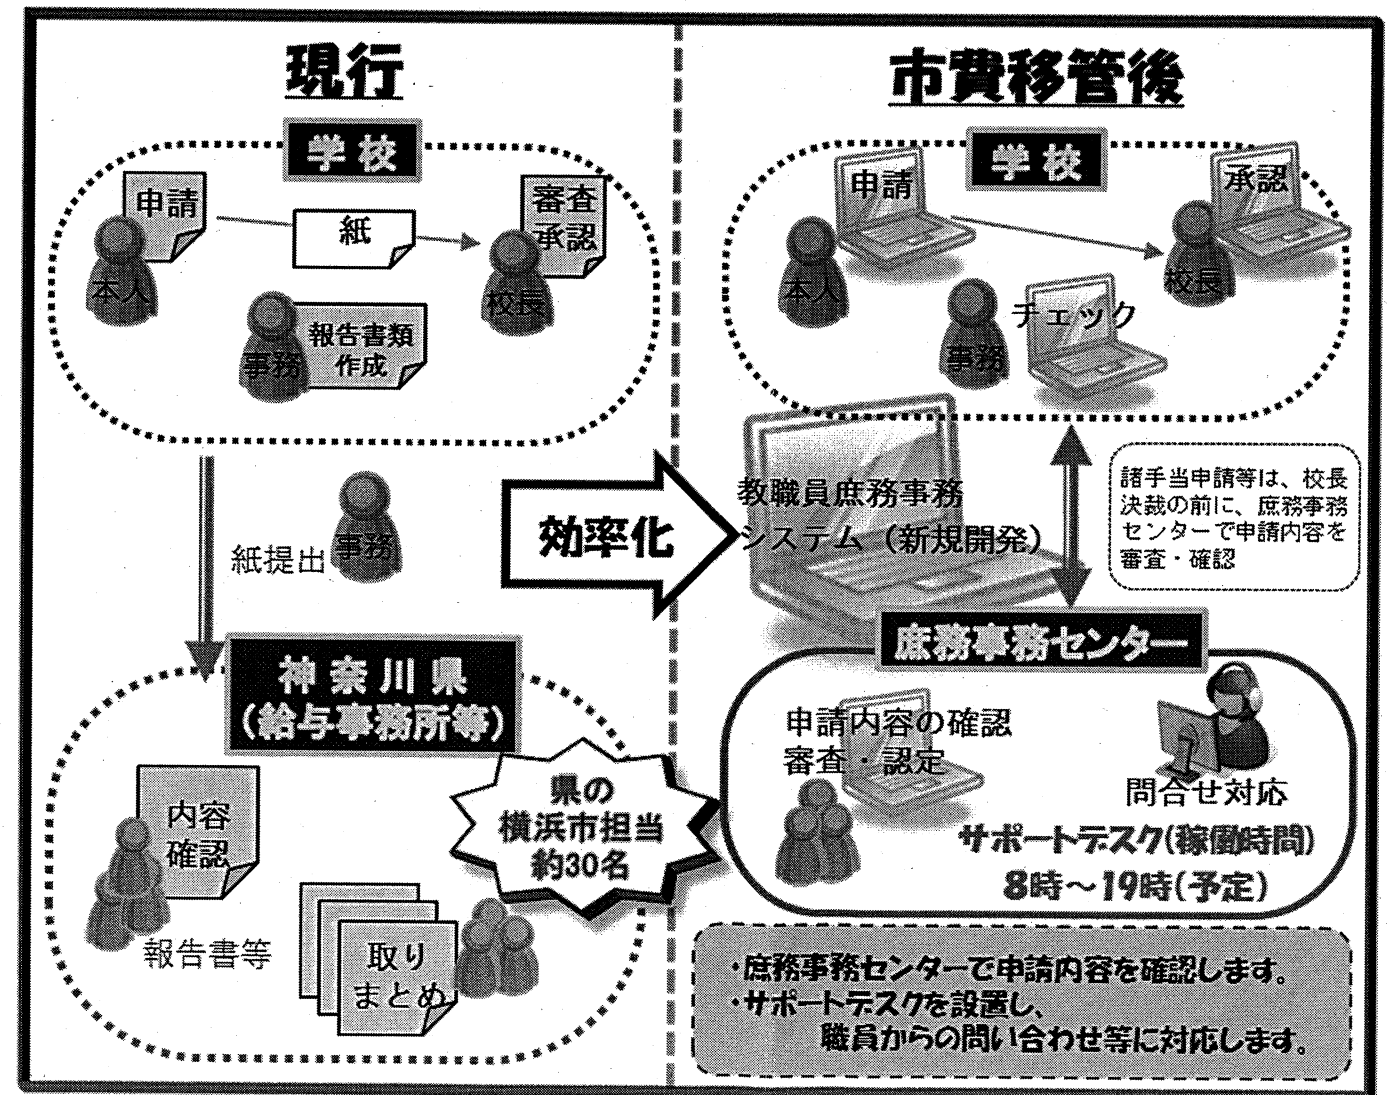 現行
学校
申請
紙
審査
承認
本人
校長
事務
報告書類
作成
紙提出
事務
神奈川県
(給与事務所等)
内容
確認
報告書等
取り
まとめ
県の
横浜市担当
約30名
効率化
市費移管後
学校
申請
承認
本人
校長
チェック
事務
教職員庶務事務
システム（新規開発）
諸手当申請等は、校長
決裁の前に、庶務事務
センターで申請内容を
審査・確認
庶務事務センター
申請内容の確認
審査・認定
問合せ対応
サポートデスク(稼働時間)
8時～19時(予定)
・庶務事務センターで申請内容を確認します。
・サポートデスクを設置し、
職員からの問い合わせ等に対応します。